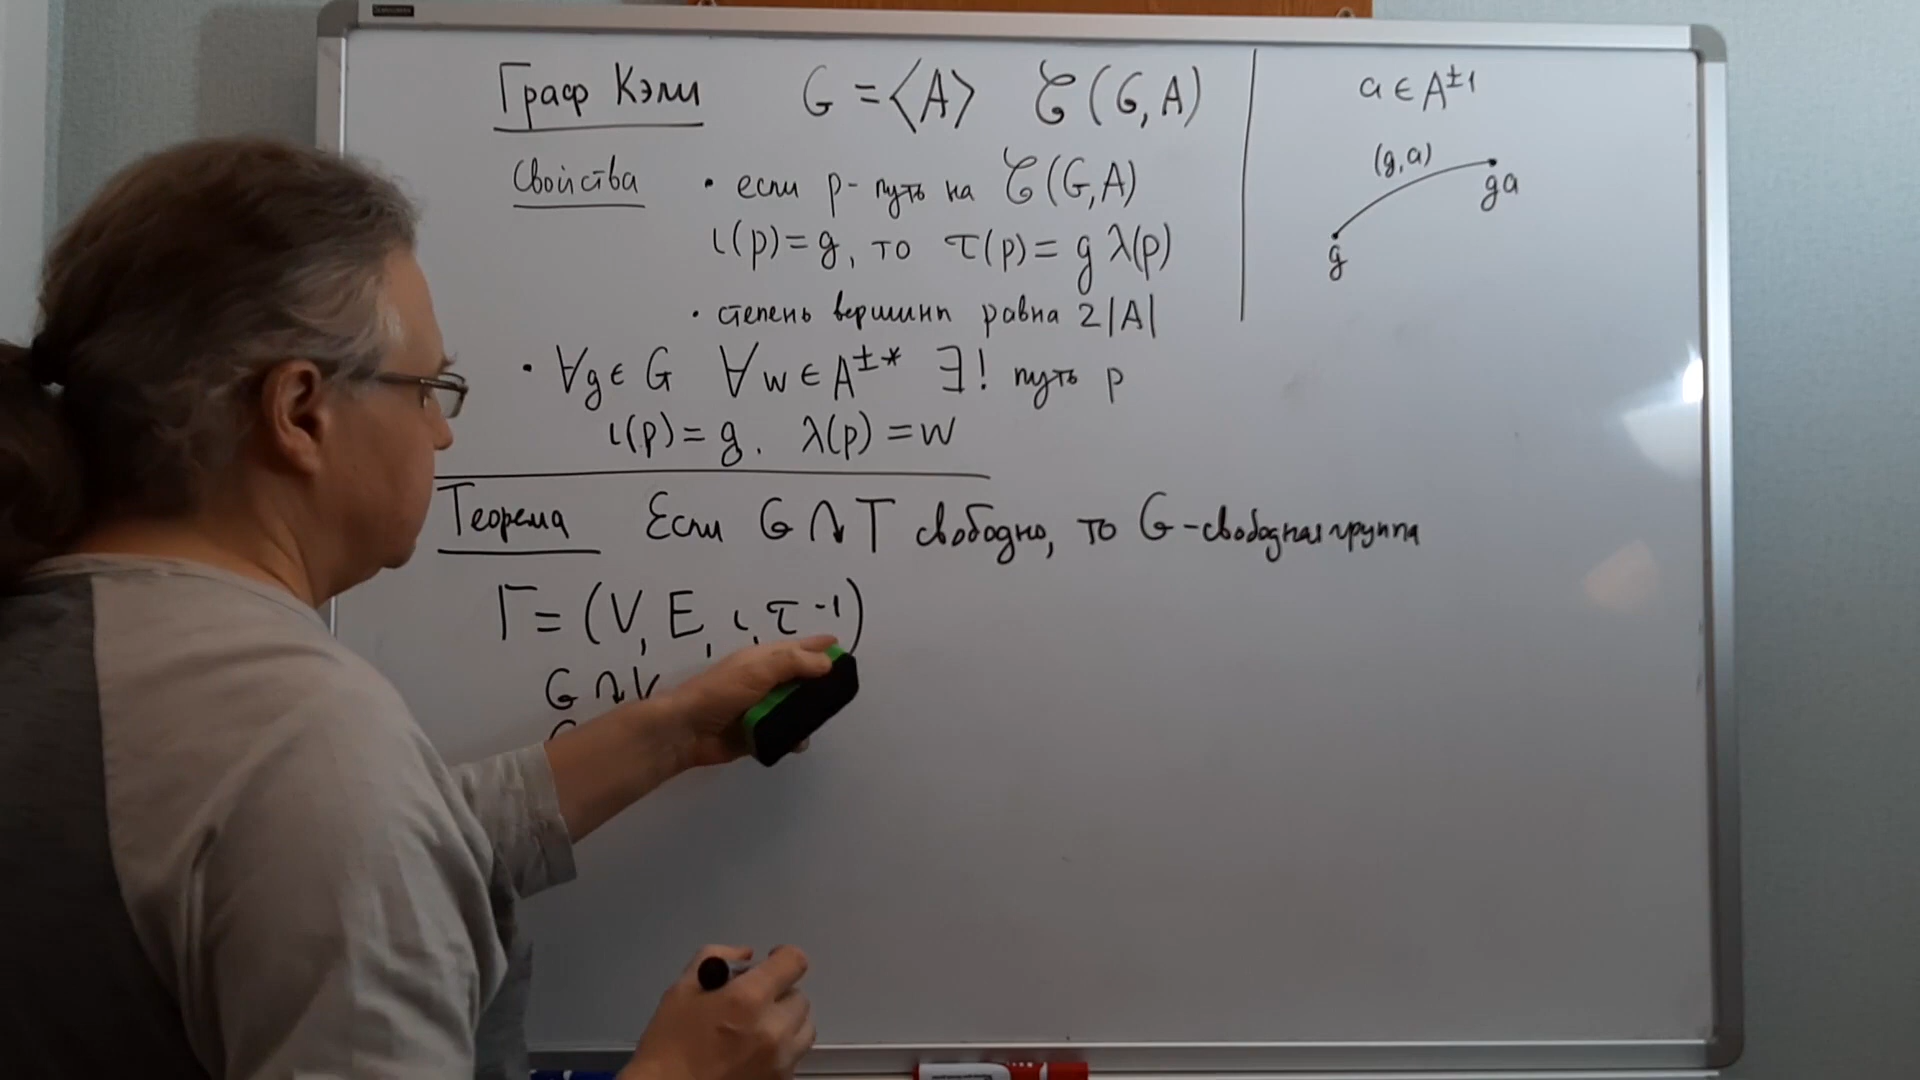 Граф Кэли G = ⟨A⟩ 𝒞(G, A)
Свойства • если p - путь на 𝒞(G, A)
ι(p) = g, то τ(p) = g λ(p)
• степень вершины равна 2|A|
• ∀g ∈ G ∀w ∈ A^{±*} ∃! путь p
ι(p) = g. λ(p) = w
a ∈ A^{±1}
(g, a)
ga
g
Теорема Если G ↷ T свободно, то G - свободная группа
Γ = (V, E, ι, τ ⁻¹)
G ↷ V